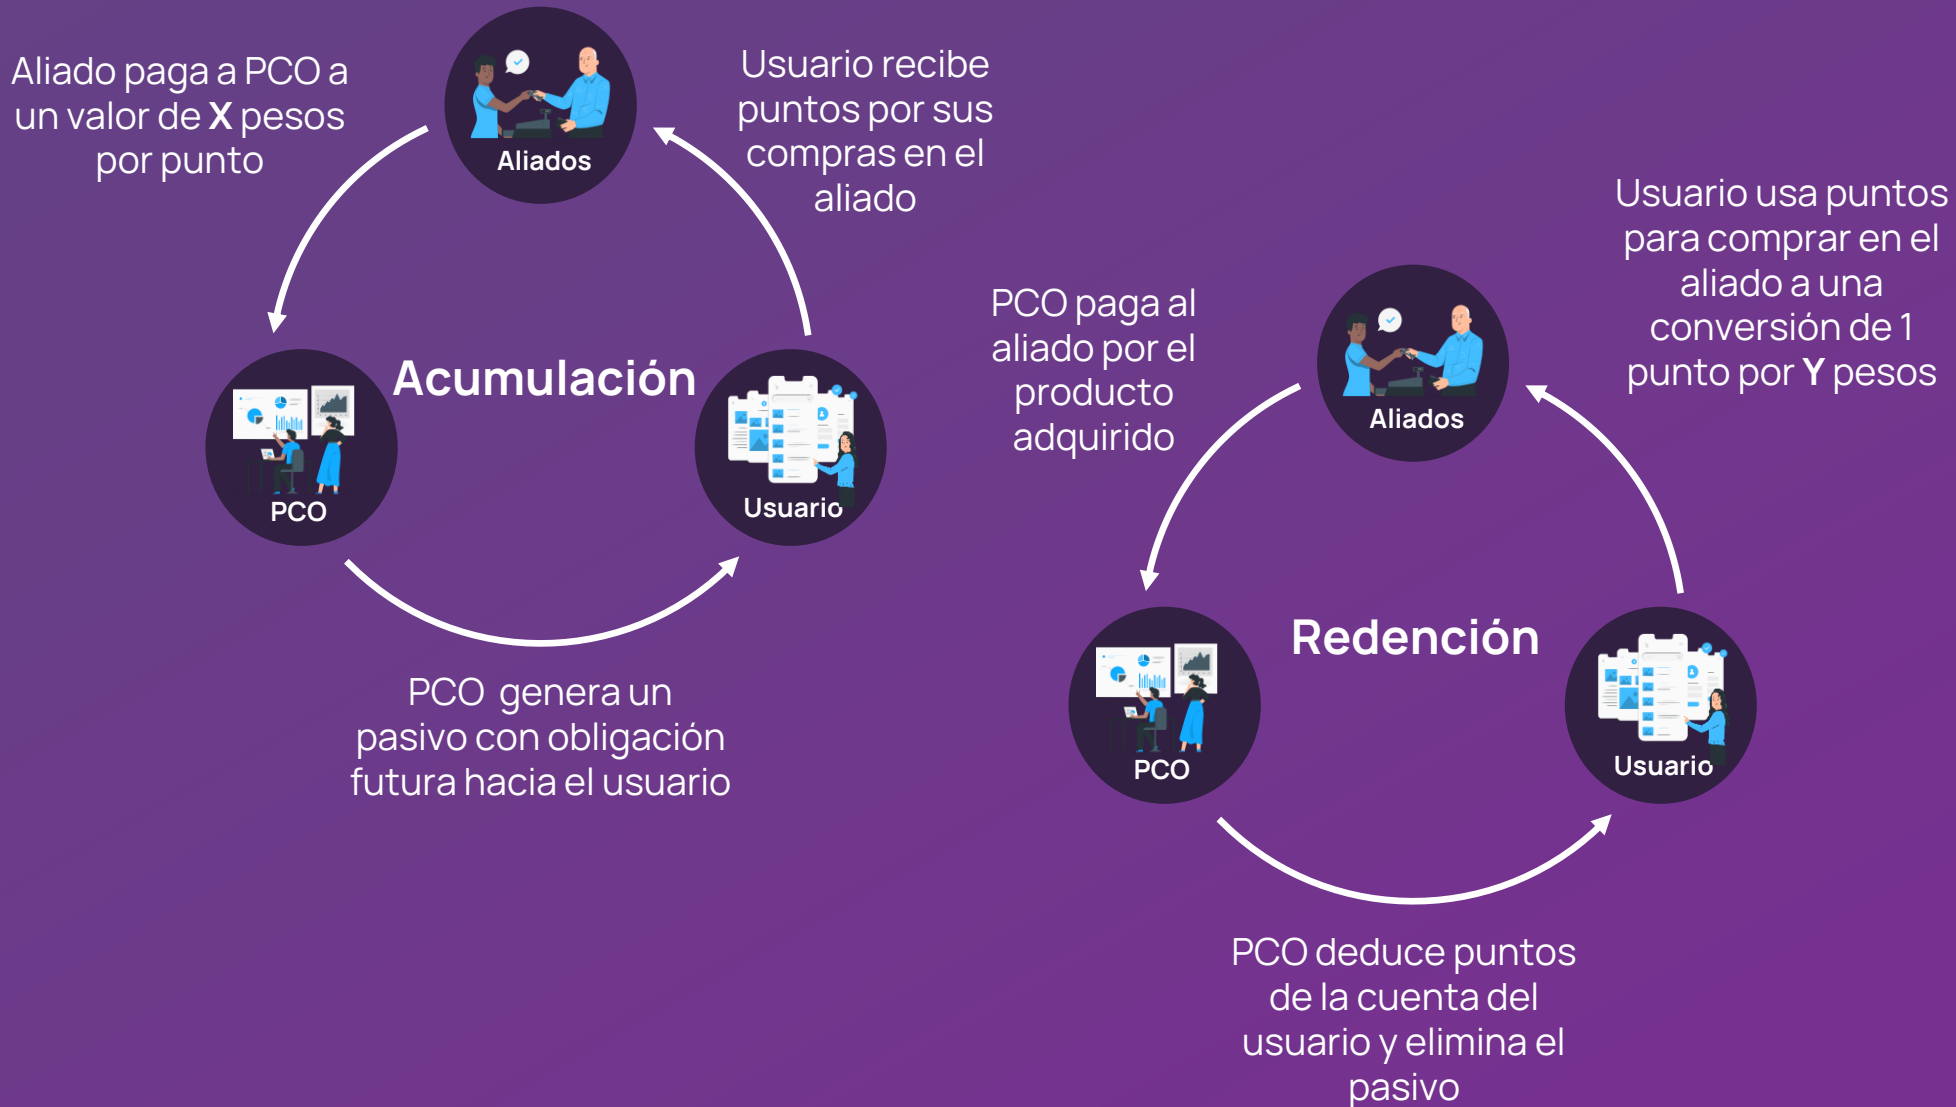 Aliado paga a PCO a
un valor de X pesos
por punto
Aliados
Usuario recibe
puntos por sus
compras en el
aliado
Acumulación
PCO
Usuario
PCO genera un
pasivo con obligación
futura hacia el usuario
PCO paga al
aliado por el
producto
adquirido
Aliados
Usuario usa puntos
para comprar en el
aliado a una
conversión de 1
punto por Y pesos
Redención
PCO
Usuario
PCO deduce puntos
de la cuenta del
usuario y elimina el
pasivo